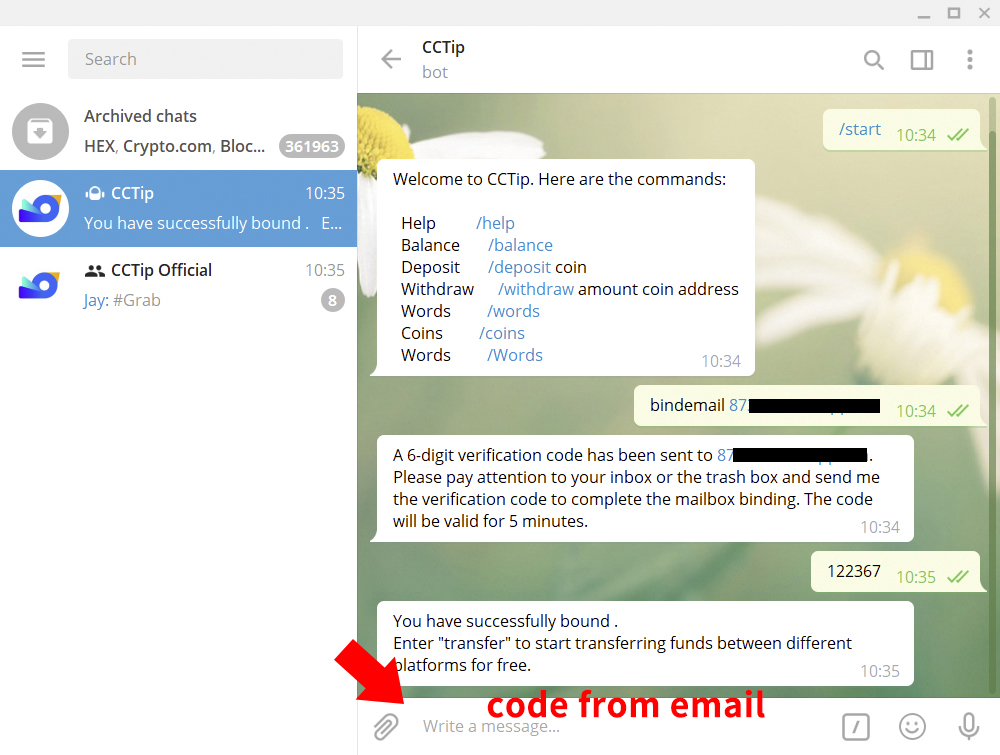 Search
Archived chats
HEX, Crypto.com, Bloc...
361963
CCTip
10:35
You have successfully bound . E...
CCTip Official
10:35
Jay: #Grab
8
CCTip
bot
/start
10:34
Welcome to CCTip. Here are the commands:
Help /help
Balance /balance
Deposit /deposit coin
Withdraw /withdraw amount coin address
Words /words
Coins /coins
Words /Words
10:34
bindemail 87
10:34
A 6-digit verification code has been sent to 87 .
Please pay attention to your inbox or the trash box and send me
the verification code to complete the mailbox binding. The code
will be valid for 5 minutes.
10:34
122367
10:35
You have successfully bound .
Enter "transfer" to start transferring funds between different
platforms for free.
10:35
code from email
Write a message...